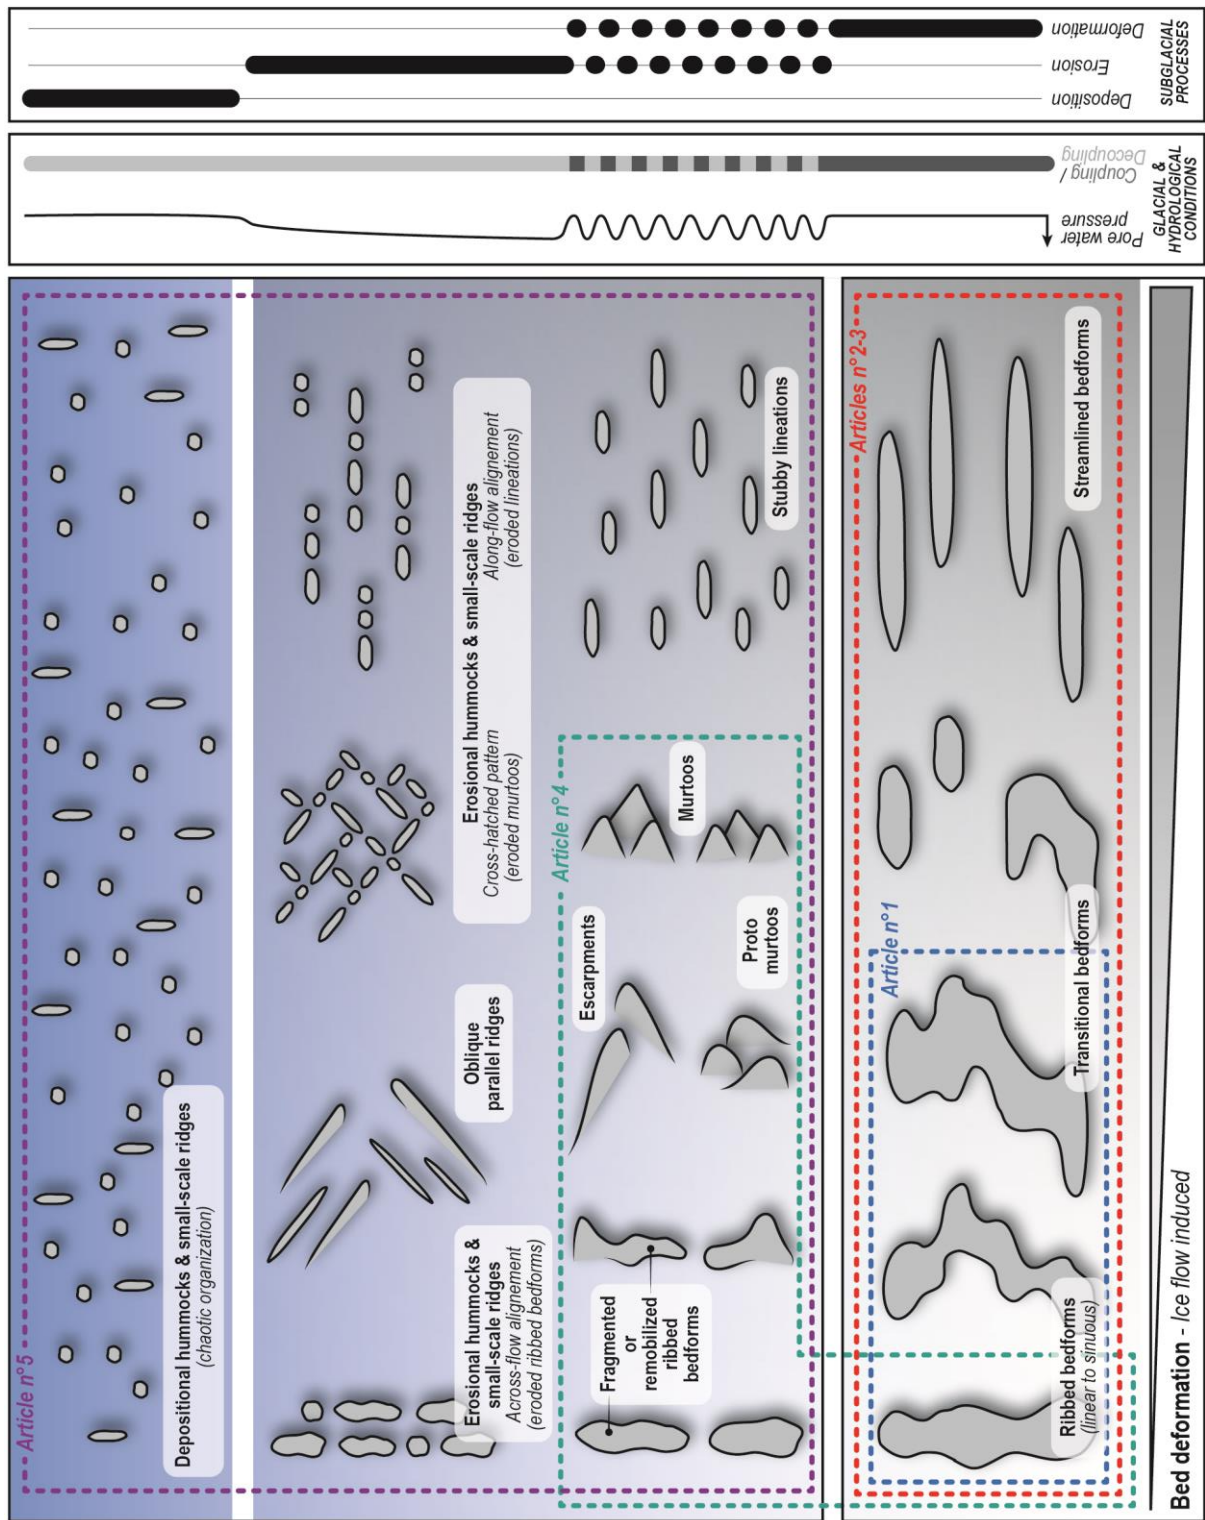 Article n°5
Depositional hummocks & small-scale ridges
(chaotic organization)
Erosional hummocks &
small-scale ridges
Across-flow alignement
(eroded ribbed bedforms)
Oblique
parallel ridges
Erosional hummocks & small-scale ridges
Cross-hatched pattern
(eroded murtoos)
Along-flow alignement
(eroded lineations)
Article n°4
Fragmented
or
remobilized
ribbed
bedforms
Escarpments
Proto
murtoos
Murtoos
Stubby lineations
Articles n°2-3
Article n°1
Ribbed bedforms
(linear to sinuous)
Transitional bedforms
Streamlined bedforms
Bed deformation - Ice flow induced
Pore water
pressure
Coupling /
Decoupling
GLACIAL &
HYDROLOGICAL
CONDITIONS
Deposition
Erosion
Deformation
SUBGLACIAL
PROCESSES